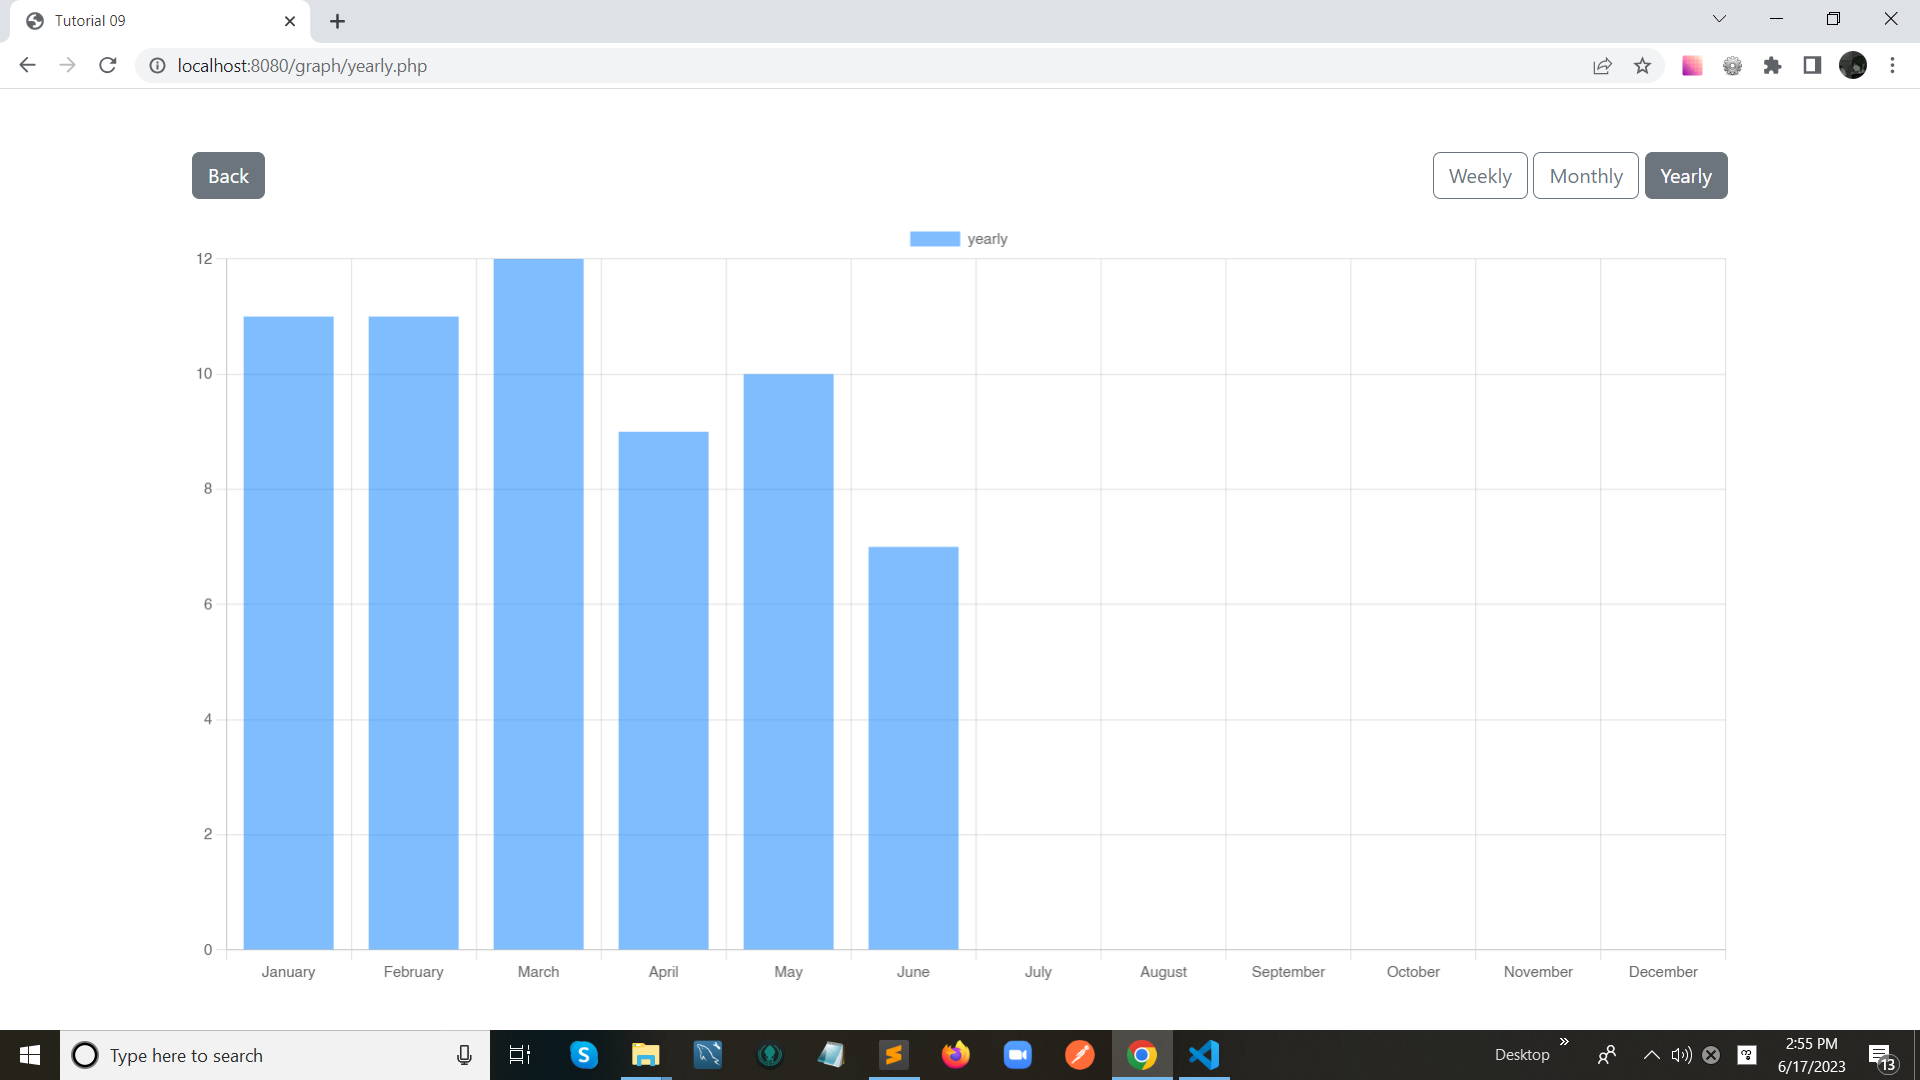 Tutorial 09
localhost:8080/graph/yearly.php
Back
Weekly
Monthly
Yearly
yearly
12
10
8
6
4
2
0
January
February
March
April
May
June
July
August
September
October
November
December
Type here to search
Desktop
2:55 PM
6/17/2023
13